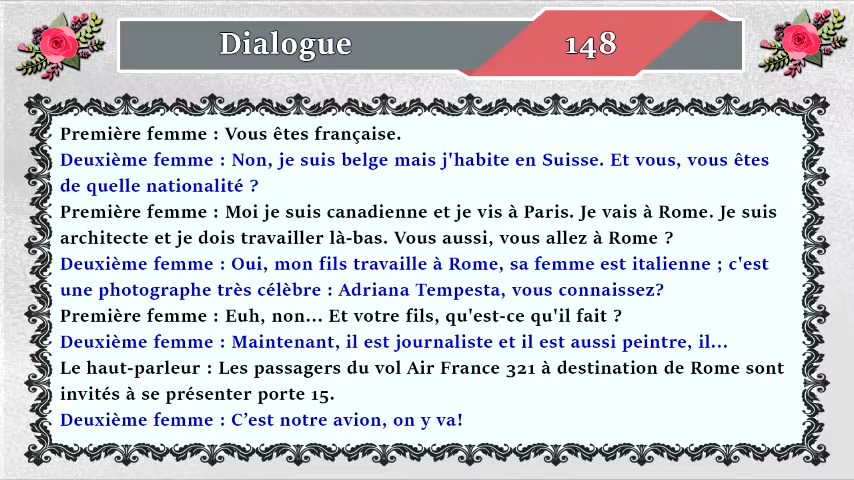 Dialogue 148
Première femme : Vous êtes française.
Deuxième femme : Non, je suis belge mais j'habite en Suisse. Et vous, vous êtes
de quelle nationalité ?
Première femme : Moi je suis canadienne et je vis à Paris. Je vais à Rome. Je suis
architecte et je dois travailler là-bas. Vous aussi, vous allez à Rome ?
Deuxième femme : Oui, mon fils travaille à Rome, sa femme est italienne ; c'est
une photographe très célèbre : Adriana Tempesta, vous connaissez?
Première femme : Euh, non... Et votre fils, qu'est-ce qu'il fait ?
Deuxième femme : Maintenant, il est journaliste et il est aussi peintre, il...
Le haut-parleur : Les passagers du vol Air France 321 à destination de Rome sont
invités à se présenter porte 15.
Deuxième femme : C’est notre avion, on y va!